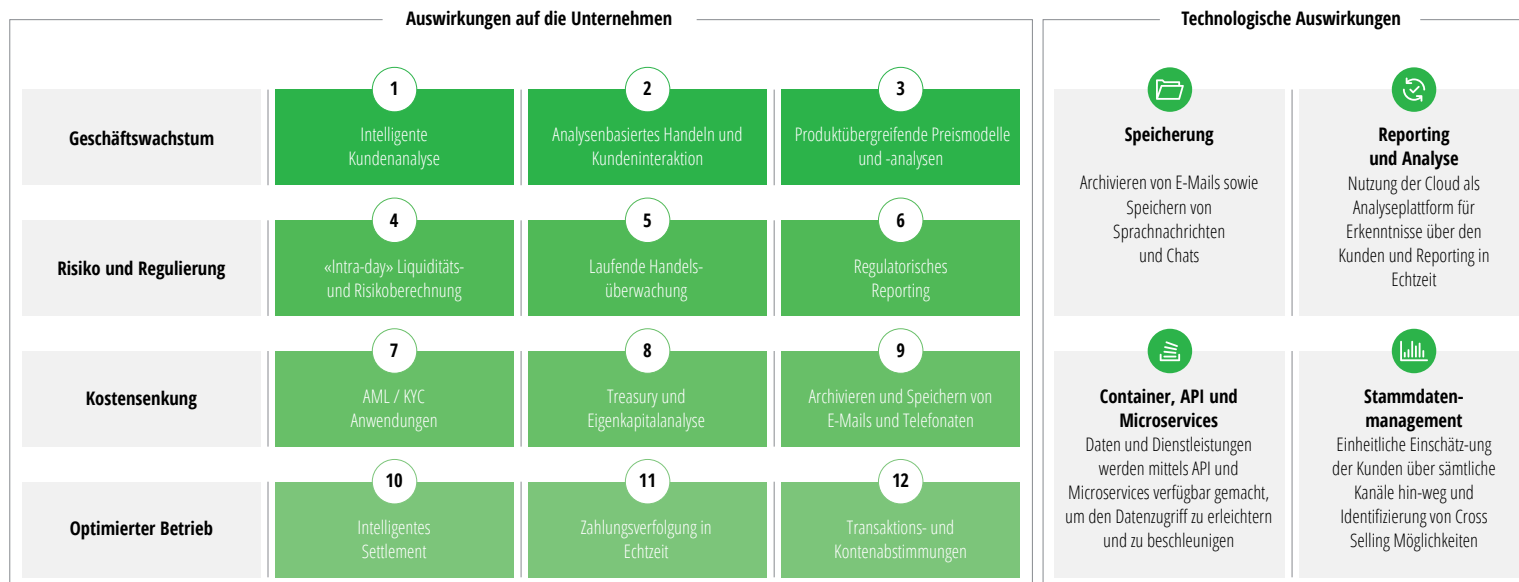 Auswirkungen auf die Unternehmen
Geschäftswachstum
1
Intelligente
Kundenanalyse
2
Analysenbasiertes Handeln und
Kundeninteraktion
3
Produktübergreifende Preismodelle
und -analysen
Risiko und Regulierung
4
«Intra-day» Liquiditäts-
und Risikoberechnung
5
Laufende Handels-
überwachung
6
Regulatorisches
Reporting
Kostensenkung
7
AML / KYC
Anwendungen
8
Treasury und
Eigenkapitalanalyse
9
Archivieren und Speichern von
E-Mails und Telefonaten
Optimierter Betrieb
10
Intelligentes
Settlement
11
Zahlungsverfolgung in
Echtzeit
12
Transaktions- und
Kontenabstimmungen
Technologische Auswirkungen
Speicherung
Archivieren von E-Mails sowie
Speichern von
Sprachnachrichten
und Chats
Reporting
und Analyse
Nutzung der Cloud als
Analyseplattform für
Erkenntnisse über den
Kunden und Reporting in
Echtzeit
Container, API und
Microservices
Daten und Dienstleistungen
werden mittels API und
Microservices verfügbar gemacht,
um den Datenzugriff zu erleichtern
und zu beschleunigen
Stammdaten-
management
Einheitliche Einschätz-ung
der Kunden über sämtliche
Kanäle hin-weg und
Identifizierung von Cross
Selling Möglichkeiten